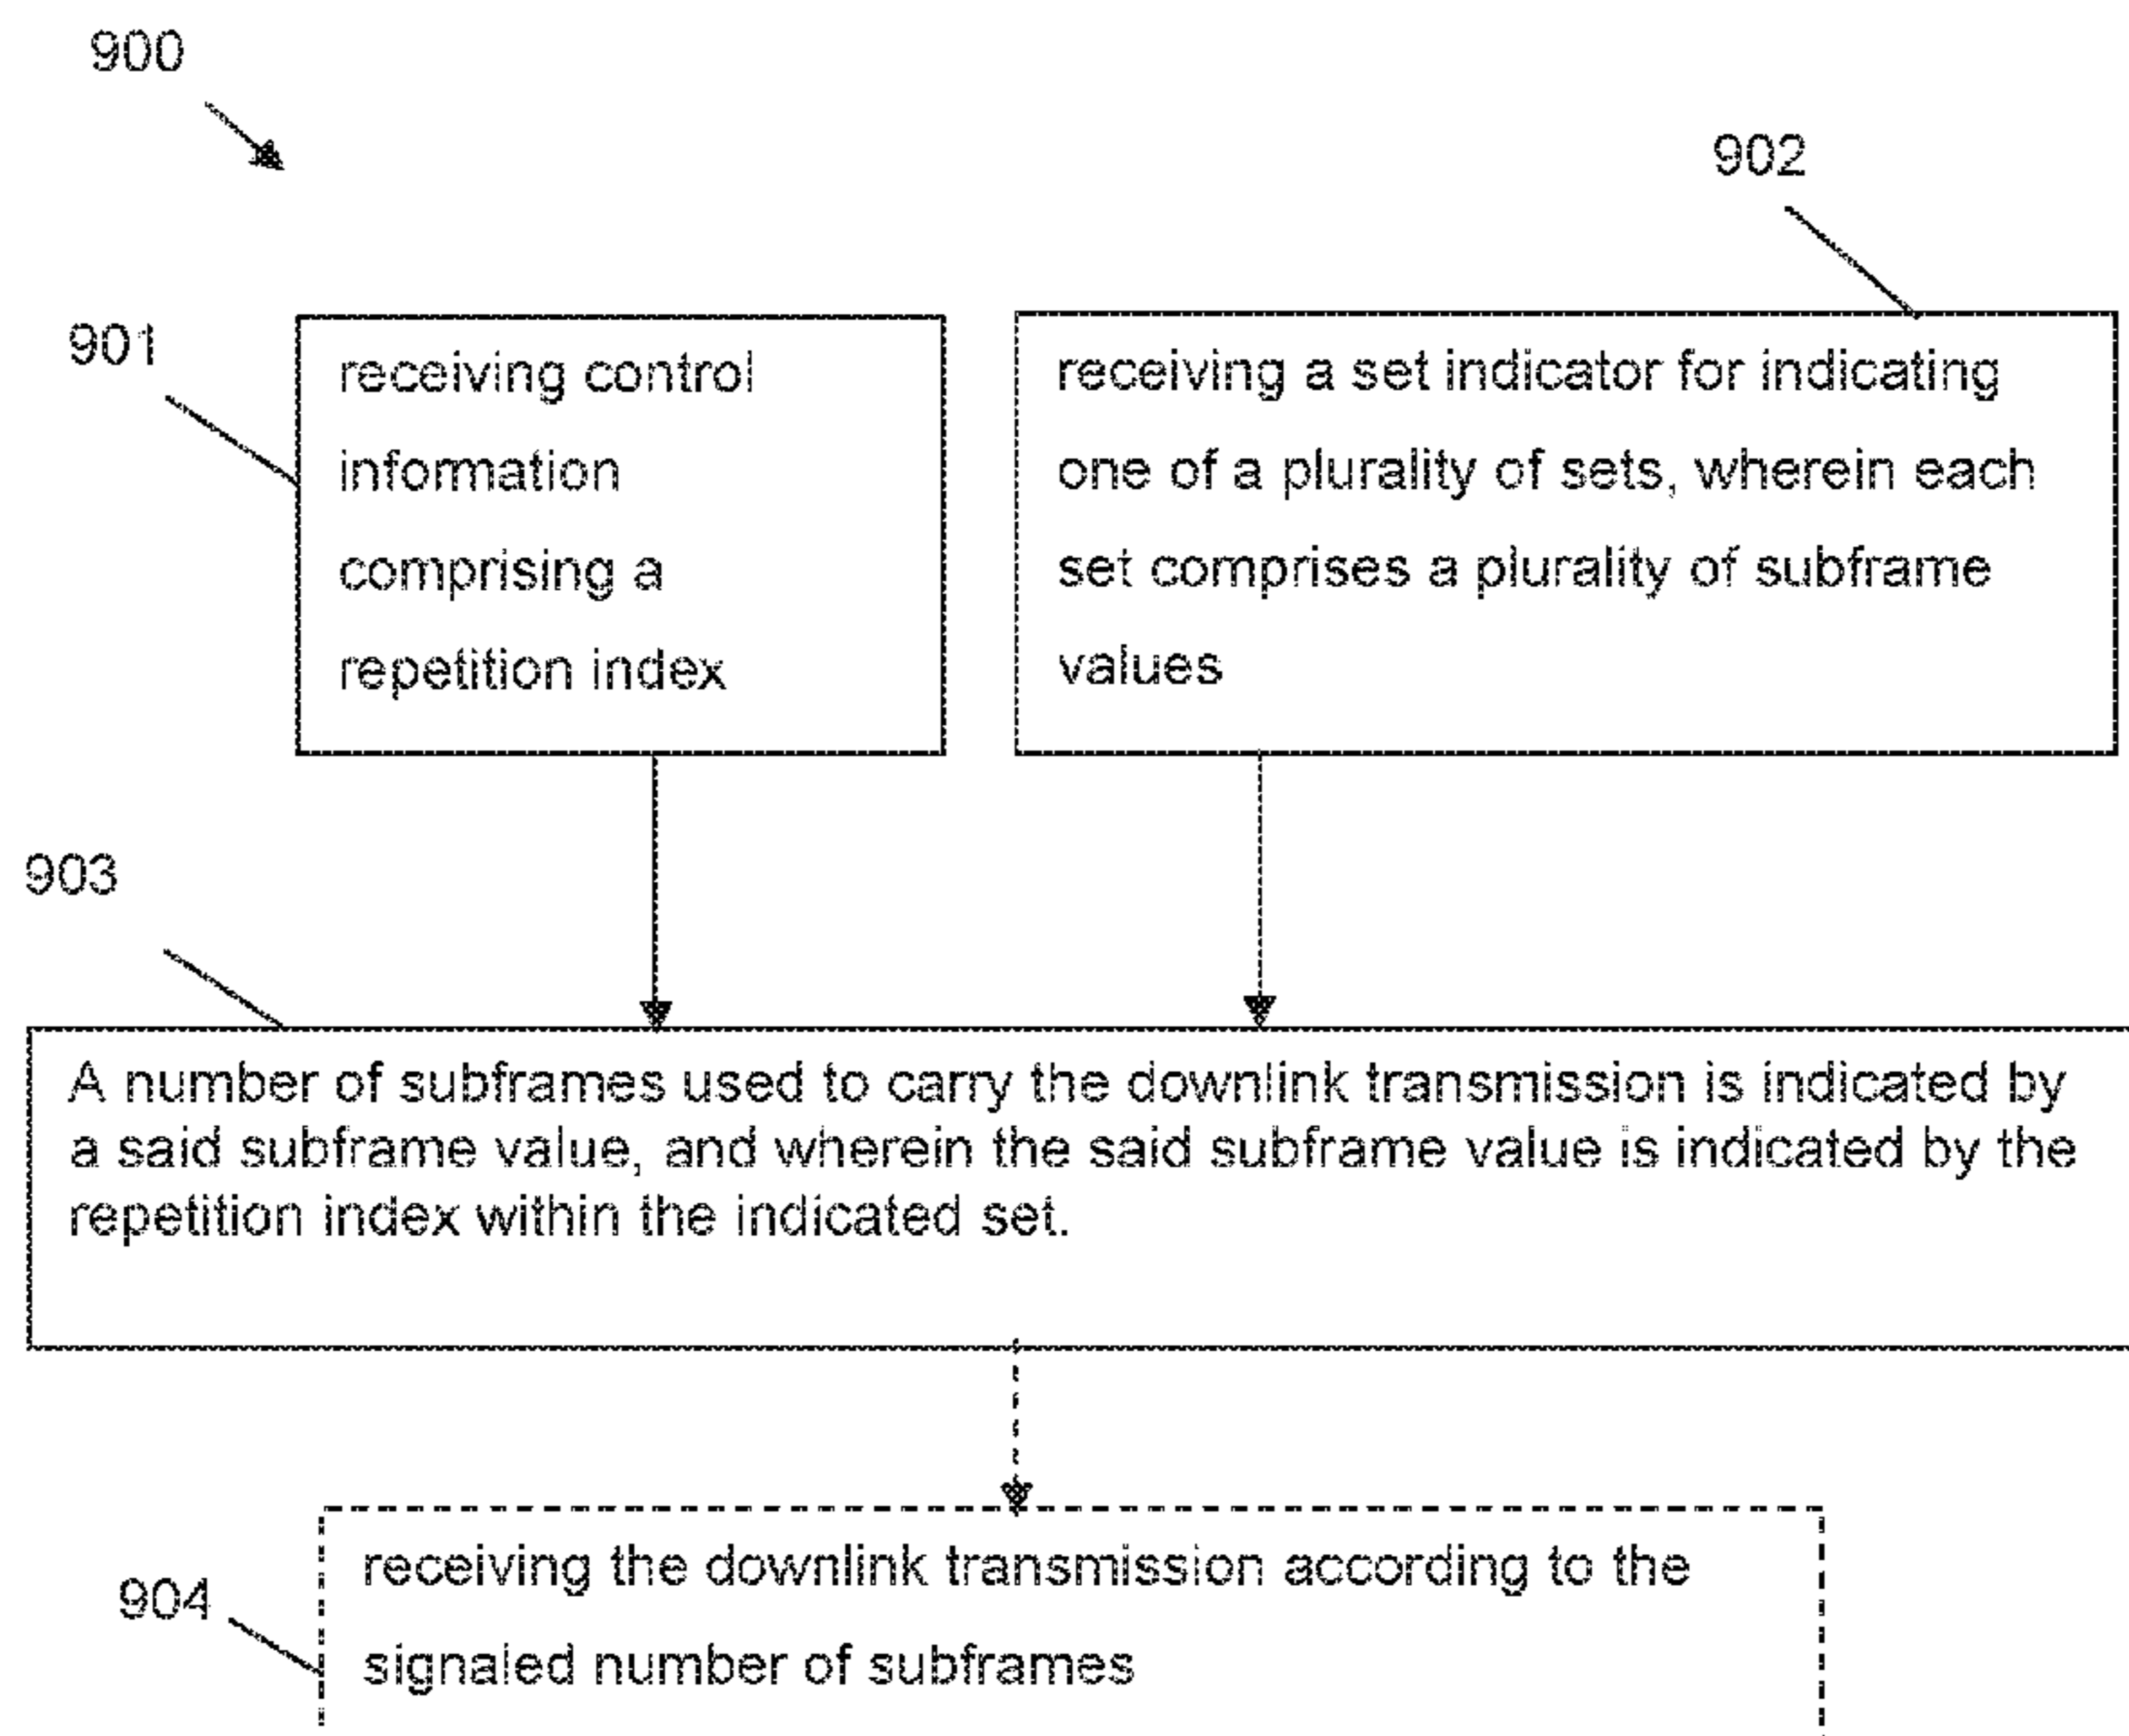 900
902
901
receiving control
information
comprising a
repetition index
receiving a set indicator for indicating
one of a plurality of sets, wherein each
set comprises a plurality of subframe
values
903
A number of subframes used to carry the downlink transmission is indicated by
a said subframe value, and wherein the said subframe value is indicated by the
repetition index within the indicated set.
904
receiving the downlink transmission according to the
signaled number of subframes